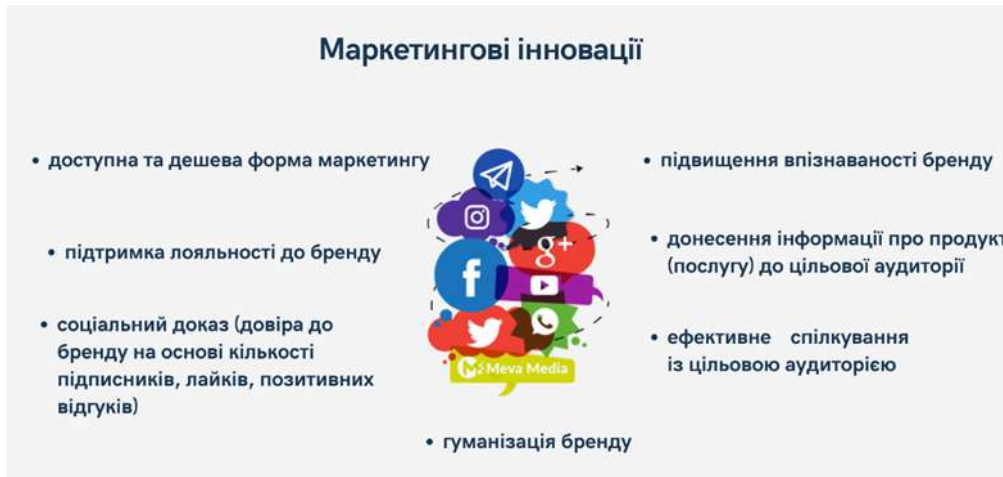 Маркетингові інновації
• доступна та дешева форма маркетингу
• підтримка лояльності до бренду
• соціальний доказ (довіра до
бренду на основі кількості
підписників, лайків, позитивних
відгуків)
g+
f
Meva Media
• підвищення впізнаваності бренду
• донесення інформації про продукт
(послугу) до цільової аудиторії
• ефективне спілкування
із цільовою аудиторією
• гуманізація бренду